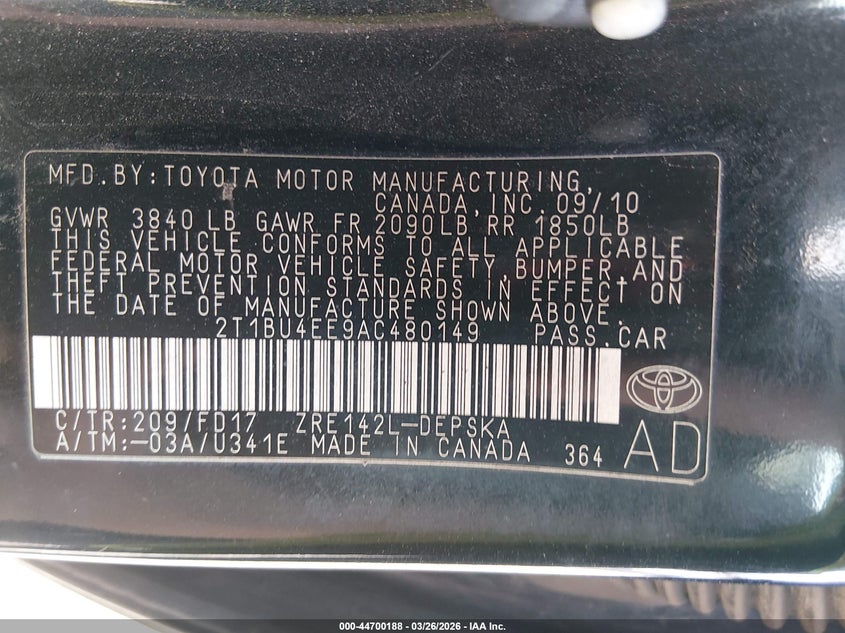 MFD.BY:TOYOTA MOTOR MANUFACTURING,
CANADA,INC.09/10
GVWR 3840LB GAWR FR 2090LB RR 1850LB
THIS VEHICLE CONFORMS TO ALL APPLICABLE
FEDERAL MOTOR VEHICLE SAFETY BUMPER AND
THEFT PREVENTION STANDARDS IN EFFECT ON
THE DATE OF MANUFACTURE SHOWN ABOVE.
2T1BU4EE9AC480149 PASS.CAR
C/TR:209/FD17 ZRE142L-DEPSKA
A/TM:-03A/U341E MADE IN CANADA 364 AD
000-44700188 - 03/26/2026 - IAA Inc.